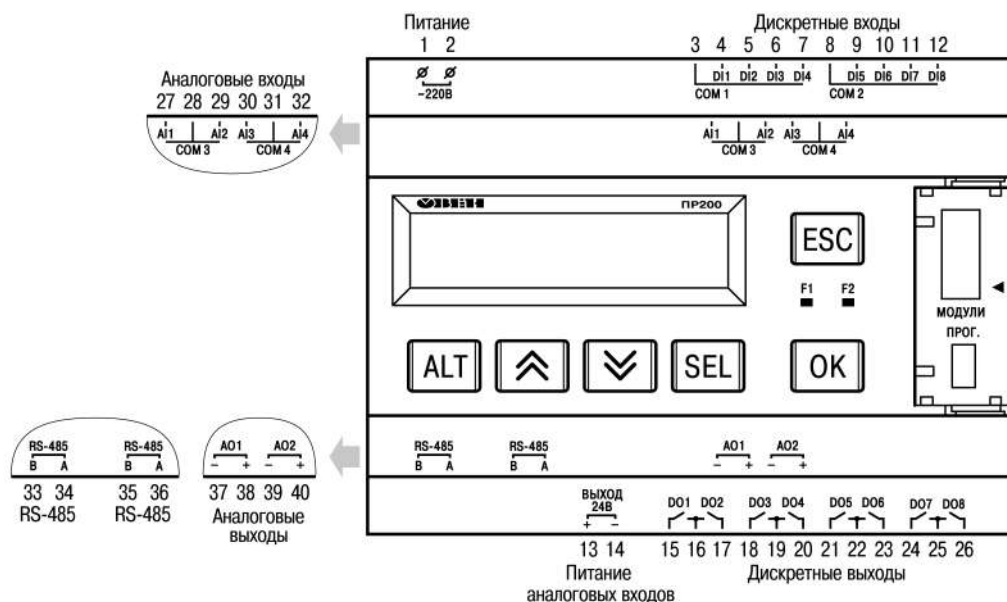 Питание
1 2
Дискретные входы
3 4 5 6 7 8 9 10 11 12
~220В
DI1 DI2 DI3 DI4 DI5 DI6 DI7 DI8
COM 1 COM 2
Аналоговые входы
27 28 29 30 31 32
AI1 AI2 AI3 AI4
COM 3 COM 4
AI1 AI2 AI3 AI4
COM 3 COM 4
ОВЕН ПР200
ESC
F1 F2
МОДУЛИ
ПРОГ.
ALT SEL OK
RS-485 RS-485
B A B A
33 34 35 36
RS-485 RS-485
AO1 AO2
– + – +
37 38 39 40
Аналоговые
выходы
RS-485 RS-485
B A B A
AO1 AO2
– + – +
ВЫХОД
24В
+ –
DO1 DO2 DO3 DO4 DO5 DO6 DO7 DO8
13 14 15 16 17 18 19 20 21 22 23 24 25 26
Питание
аналоговых входов
Дискретные выходы